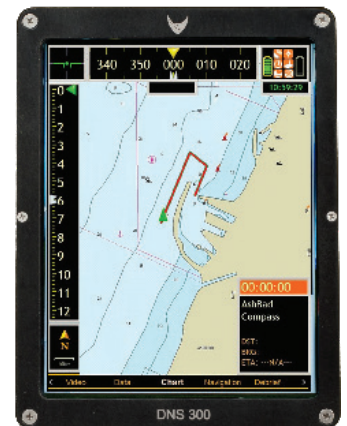 340 350 000 010 020
10:59:29
0
1
2
3
4
5
6
7
8
9
10
11
12
N
00:00:00
AshBad
Compass
DST:
BRG:
ETA: --N/A--
< Video Data Chart Navigation Debrief >
DNS 300